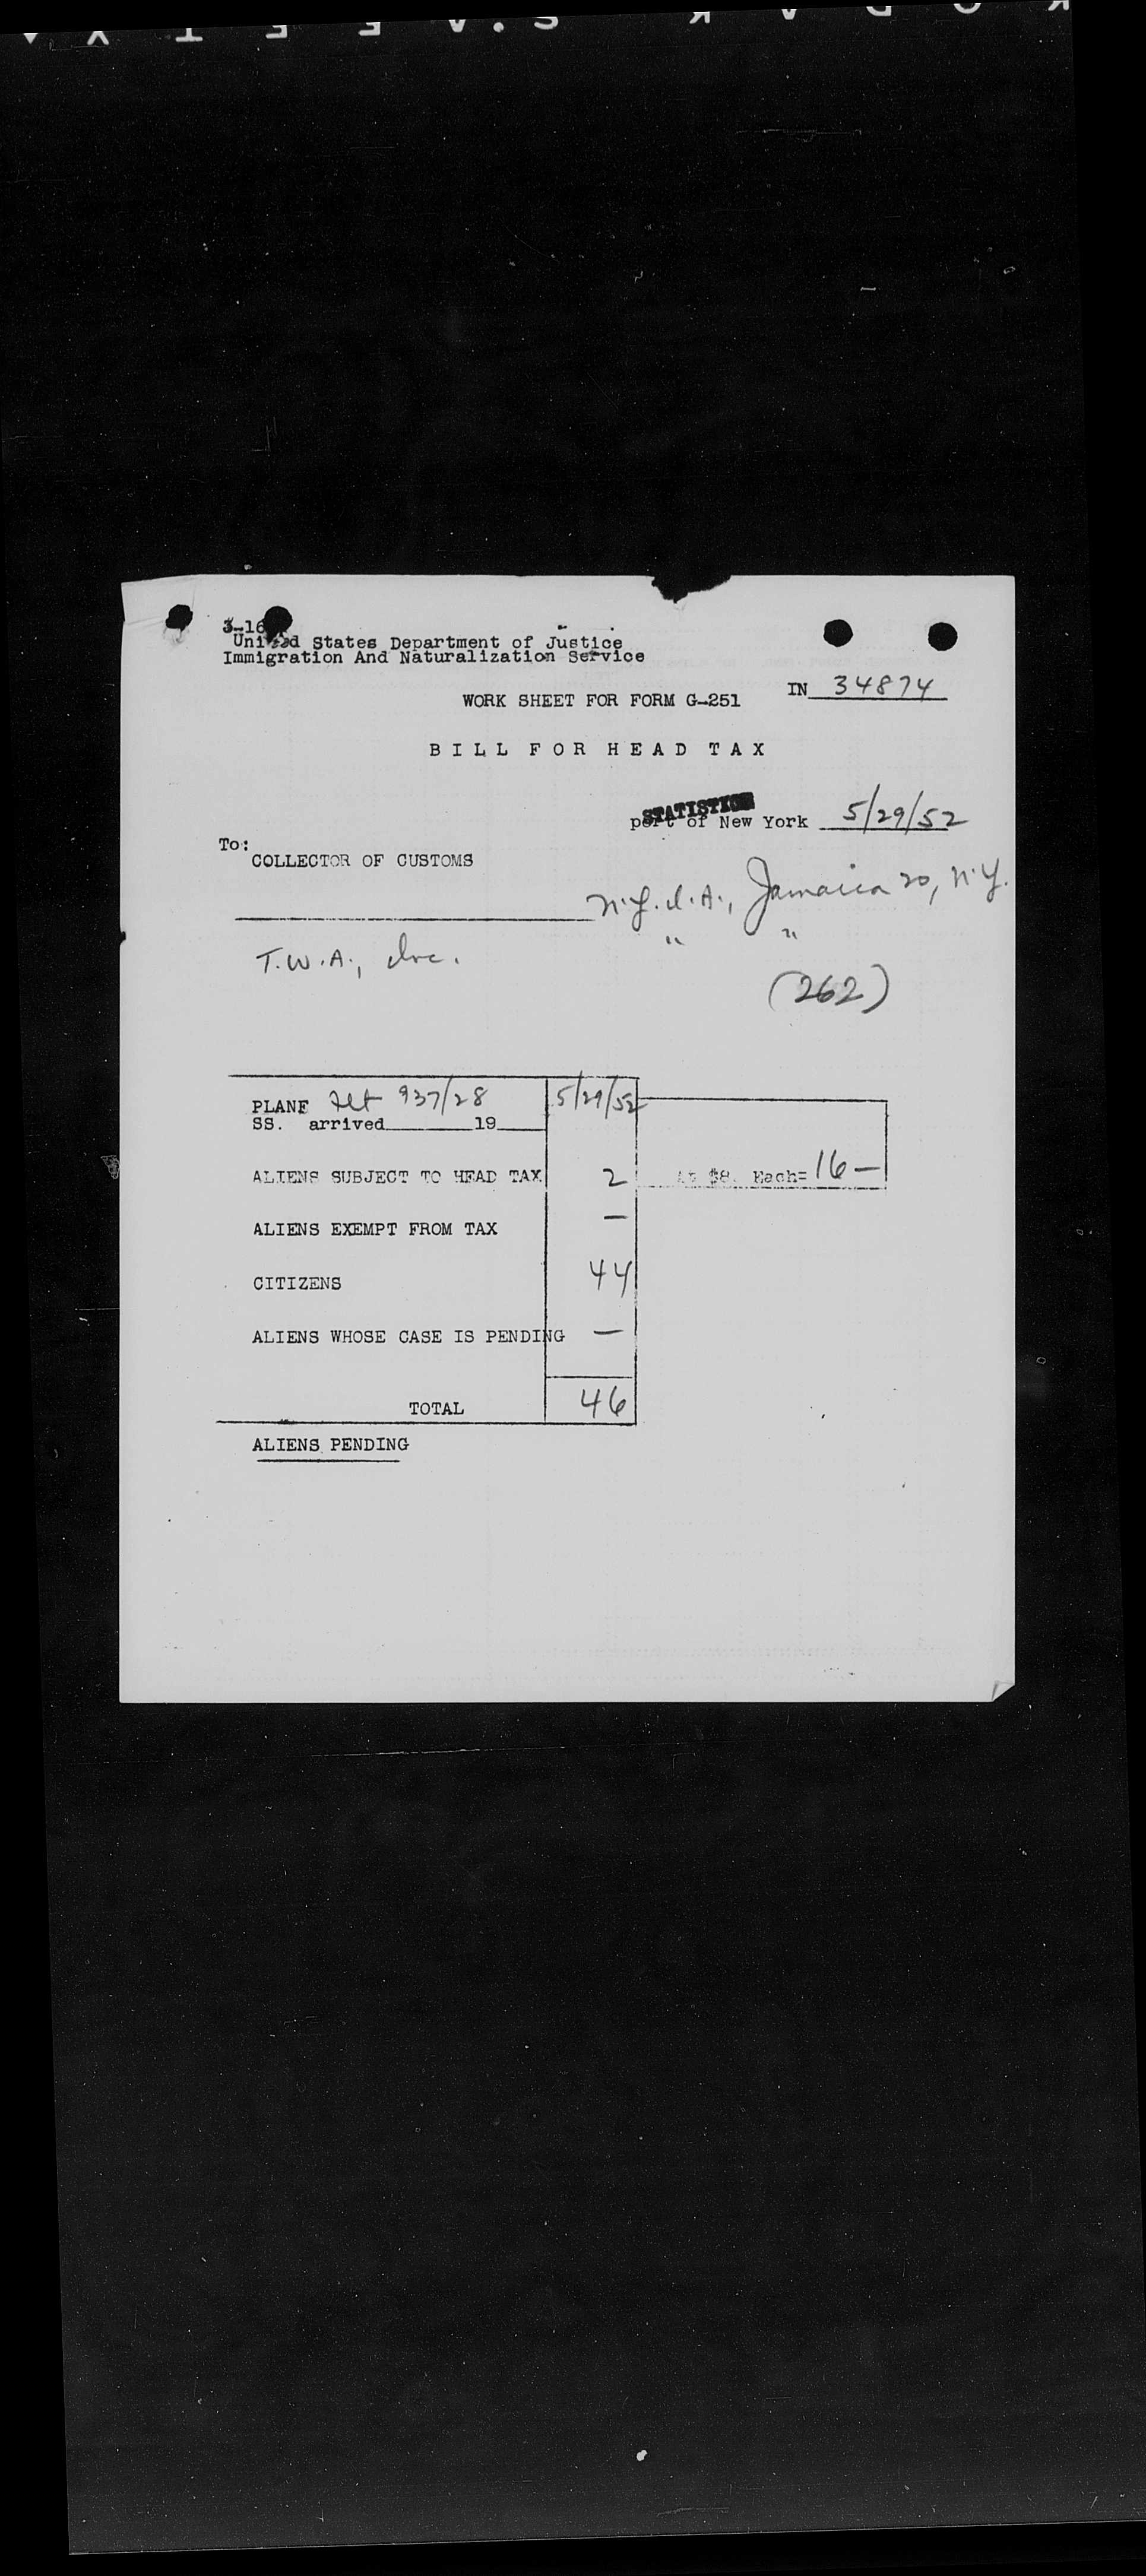 3-16
United States Department of Justice
Immigration And Naturalization Service
IN 34874
WORK SHEET FOR FORM G-251
BILL FOR HEAD TAX
STATISTICS
port of New York 5/29/52
To:
COLLECTOR OF CUSTOMS
N.Y.I.A., Jamaica 20, N.Y.
" "
T.W.A., Inc.
(262)
PLANE Flt 937/28 5/29/52
SS. arrived 19
ALIENS SUBJECT TO HEAD TAX 2 At $8. Each= 16 —
ALIENS EXEMPT FROM TAX —
CITIZENS 44
ALIENS WHOSE CASE IS PENDING —
TOTAL 46
ALIENS PENDING